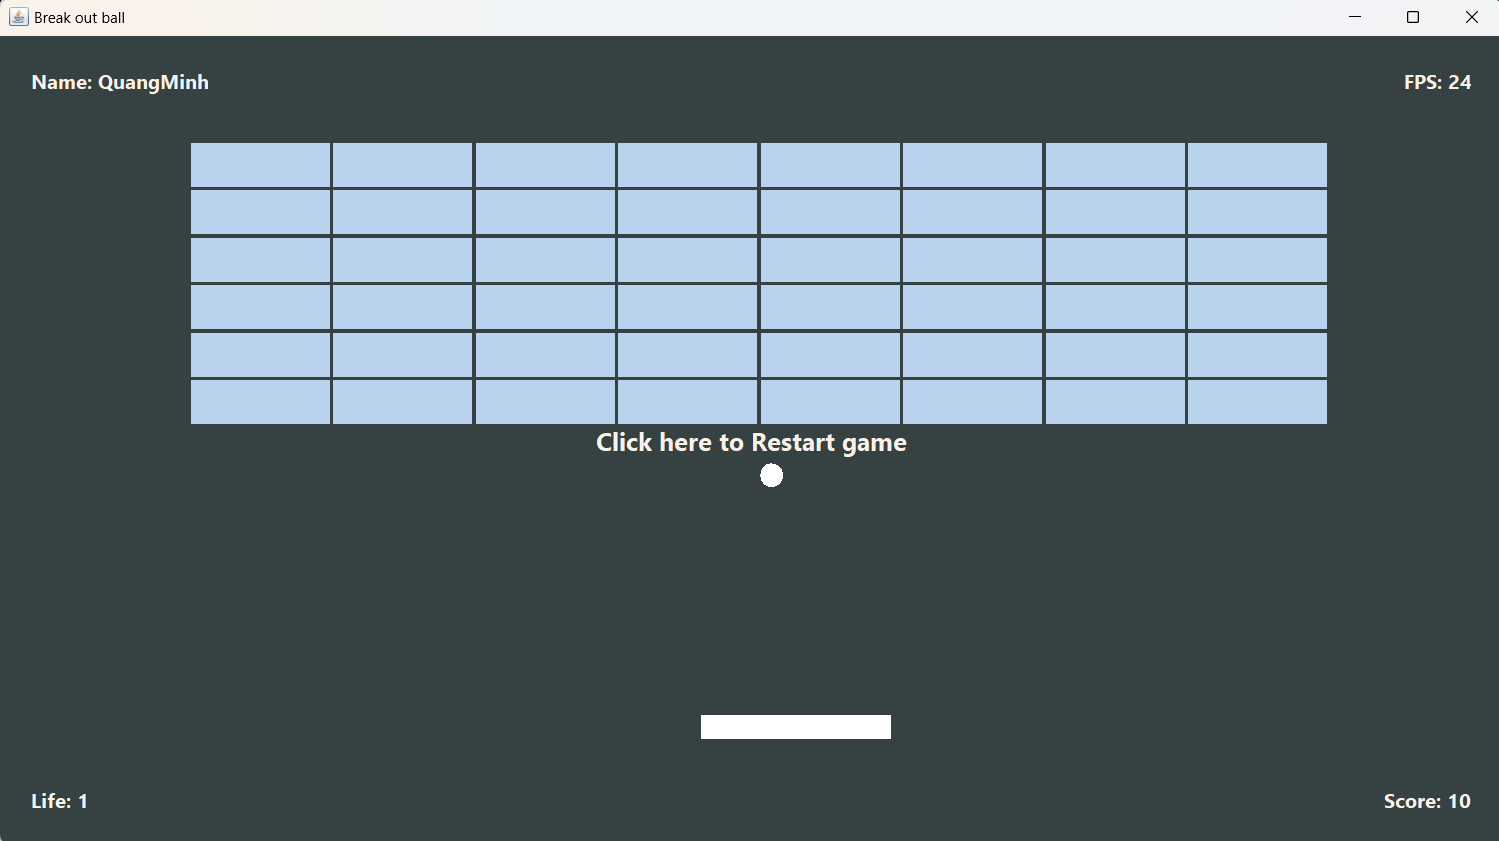 Break out ball
Name: QuangMinh
FPS: 24
Click here to Restart game
Life: 1
Score: 10